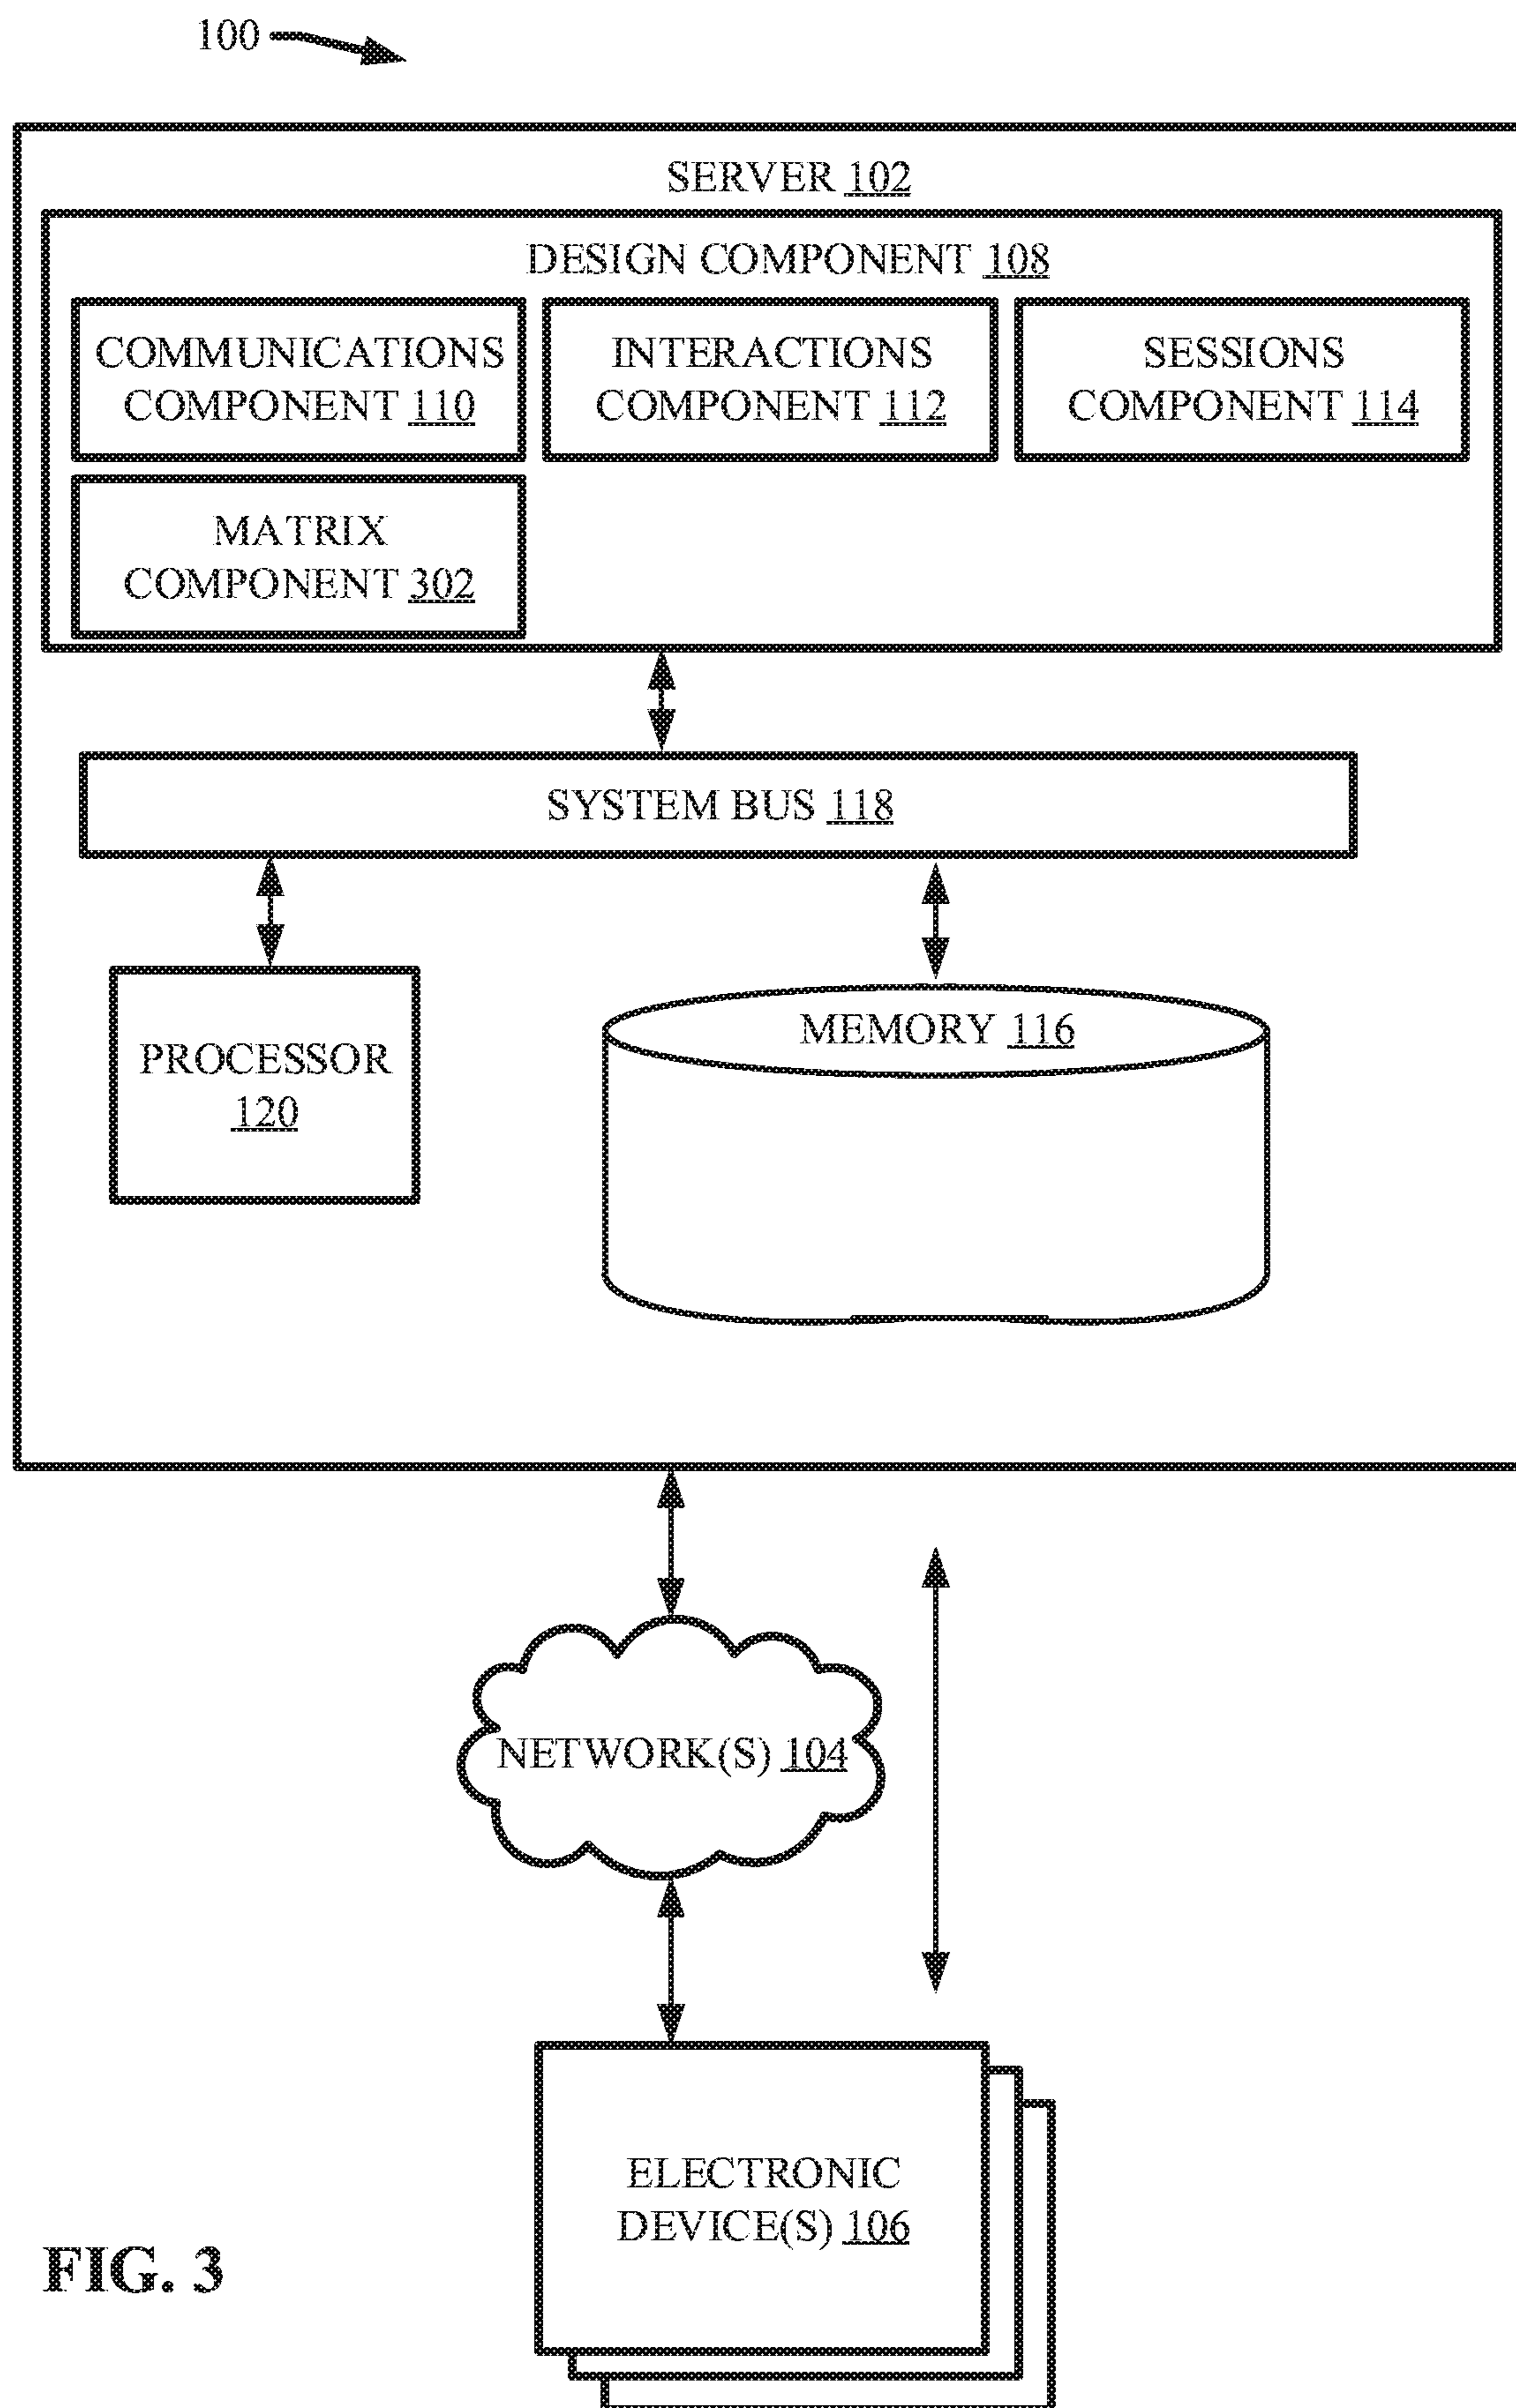 100
SERVER 102
DESIGN COMPONENT 108
COMMUNICATIONS
COMPONENT 110
INTERACTIONS
COMPONENT 112
SESSIONS
COMPONENT 114
MATRIX
COMPONENT 302
SYSTEM BUS 118
PROCESSOR
120
MEMORY 116
NETWORK(S) 104
ELECTRONIC
DEVICE(S) 106
FIG. 3